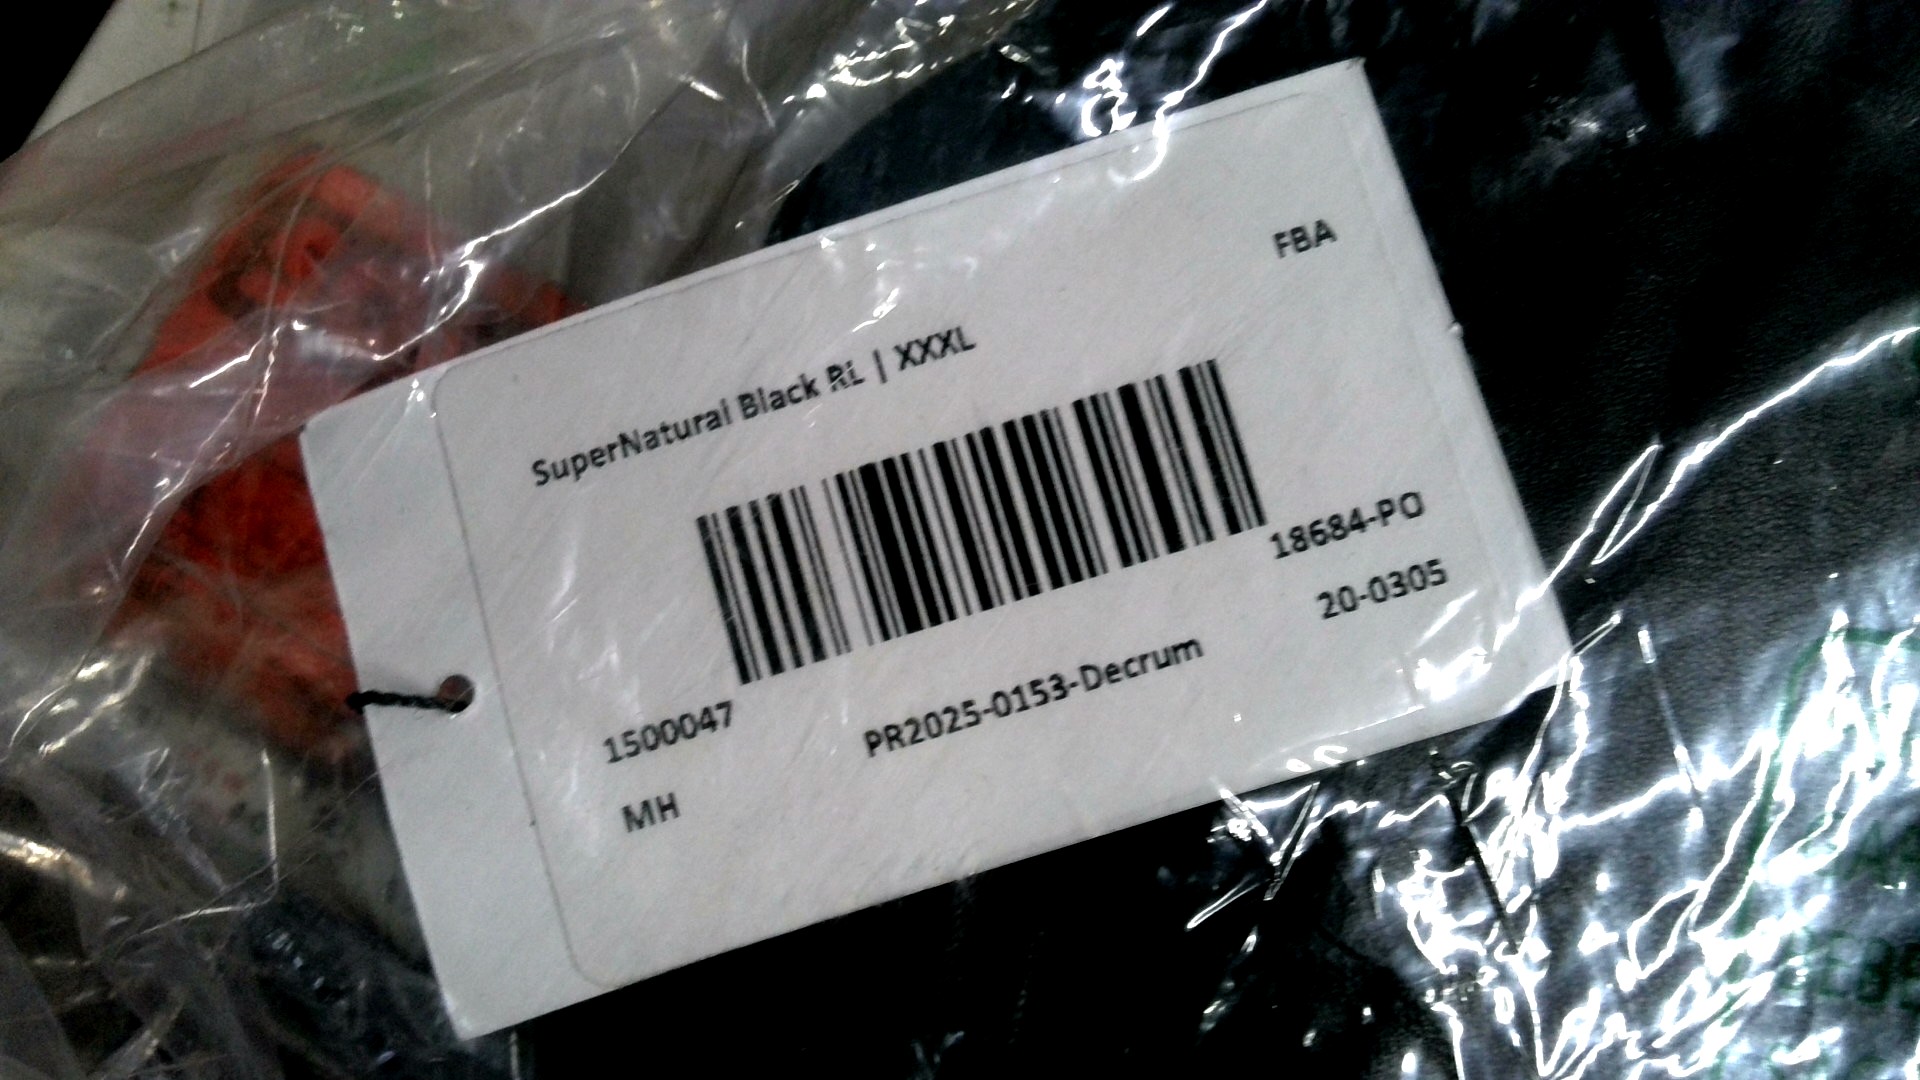 FBA
SuperNatural Black RL | XXXL
1500047
18684-PO
MH
PR2025-0153-Decrum
20-0305